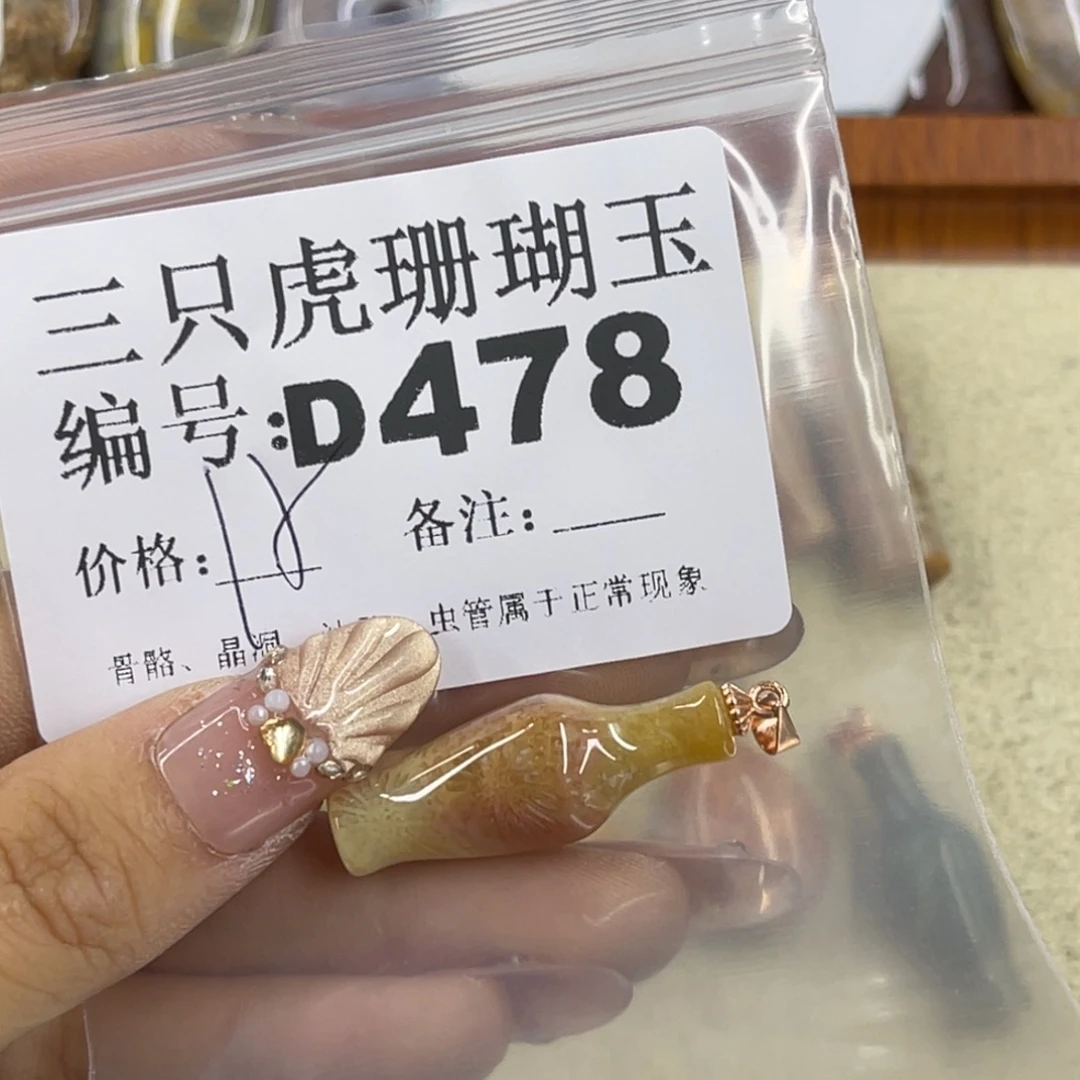 三只虎珊瑚玉
编号:D478
价格:18 备注:
骨骼、晶洞 虫管属于正常现象